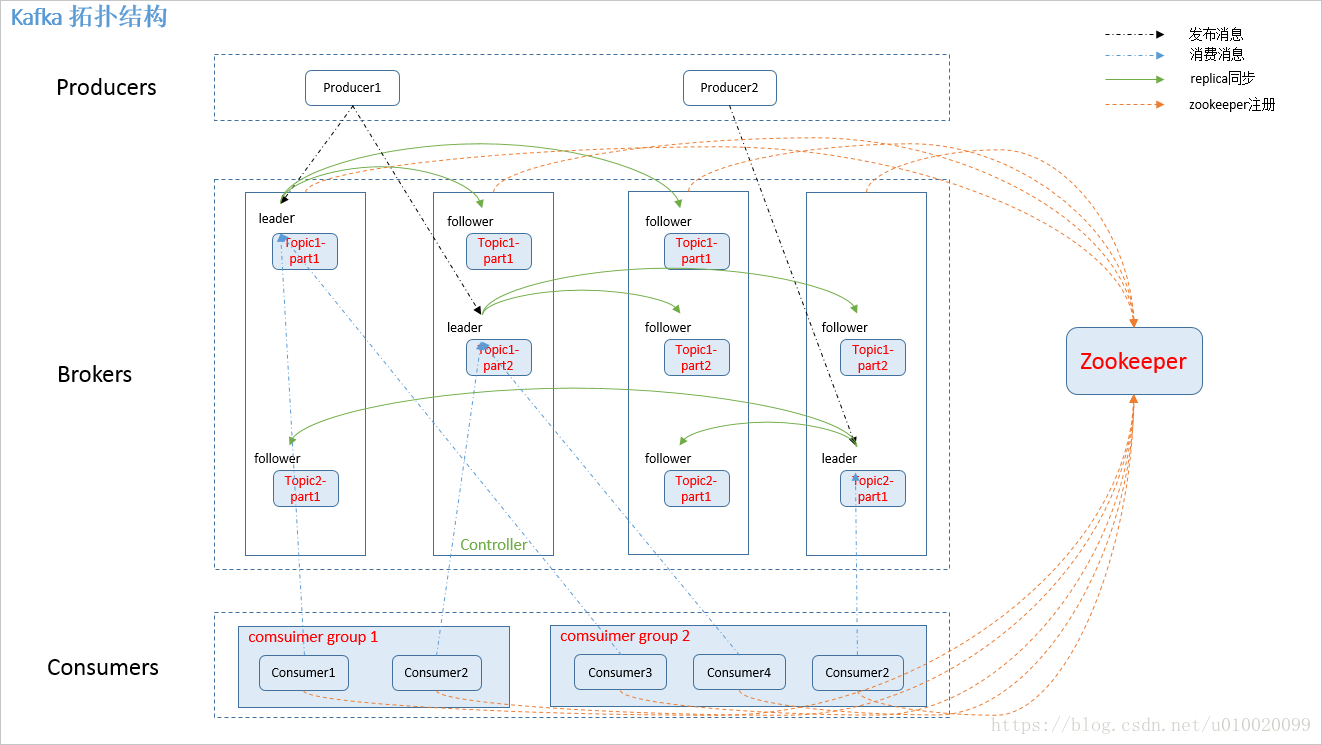 Kafka 拓扑结构
发布消息
消费消息
replica同步
zookeeper注册
Producers
Producer1
Producer2
Brokers
leader
Topic1-
part1
follower
Topic1-
part1
follower
Topic1-
part1
leader
Topic1-
part2
follower
Topic1-
part2
follower
Topic1-
part2
Zookeeper
follower
Topic2-
part1
follower
Topic2-
part1
leader
Topic2-
part1
Controller
Consumers
comsuimer group 1
Consumer1
Consumer2
comsuimer group 2
Consumer3
Consumer4
Consumer2
https://blog.csdn.net/u010020099